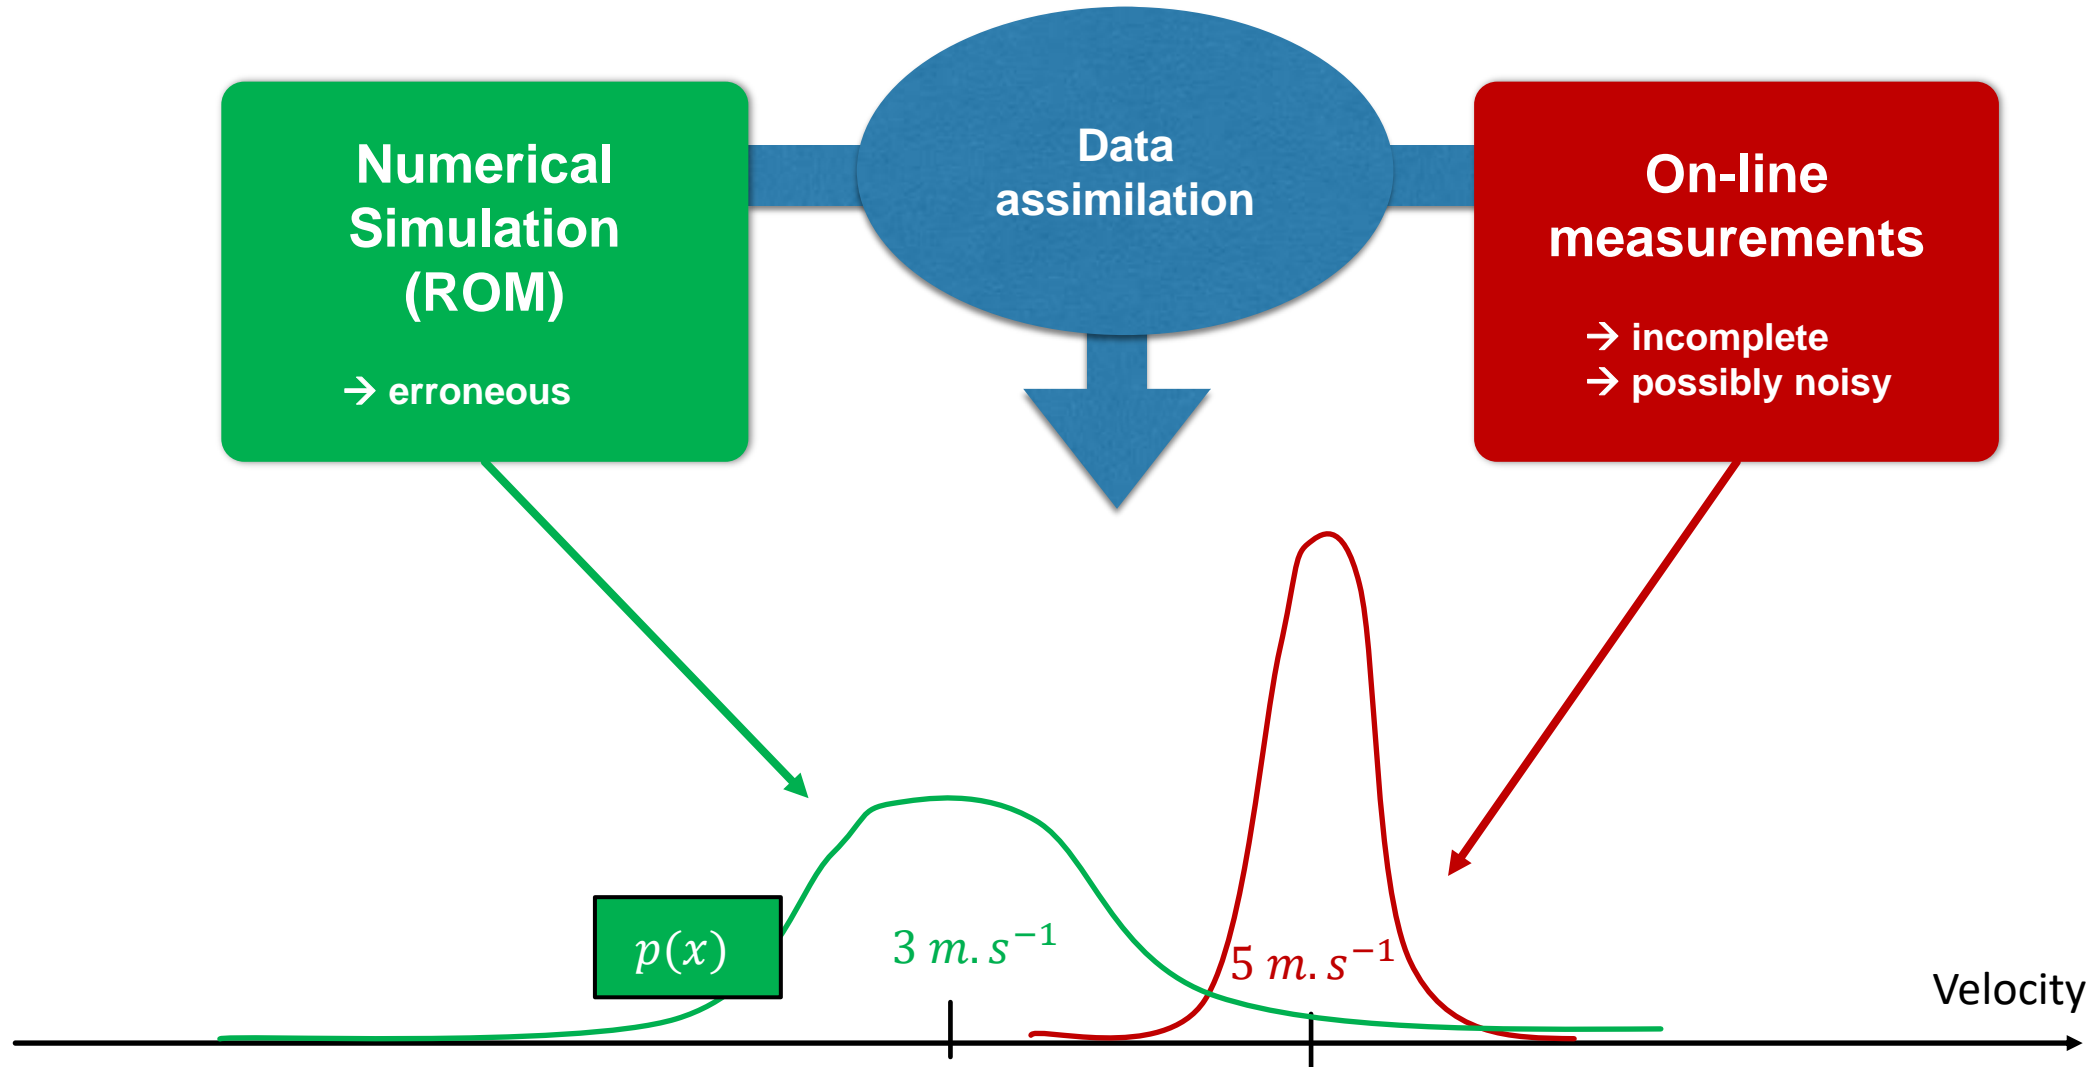 Numerical
Simulation
(ROM)
→ erroneous
Data
assimilation
On-line
measurements
→ incomplete
→ possibly noisy
p(x)
3 m.s⁻¹
5 m.s⁻¹
Velocity